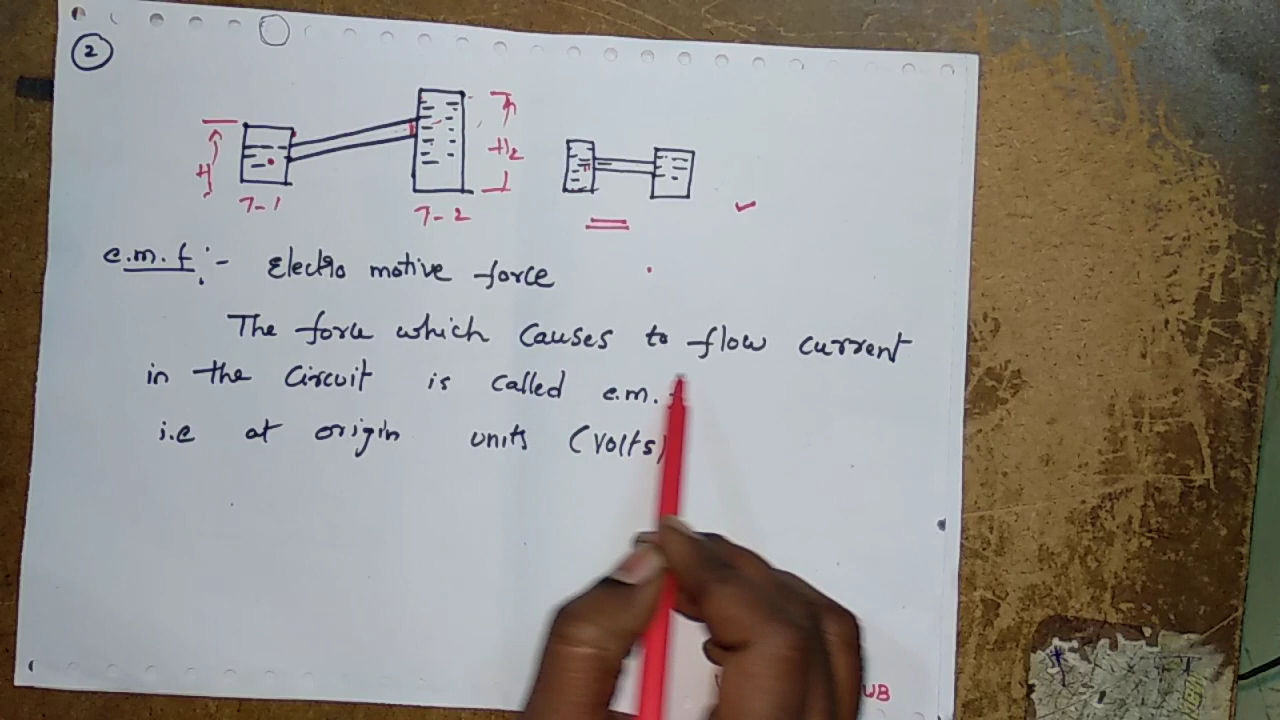 2
H
H2
T-1
T-2
e.m.f :- Electro motive force
The force which causes to flow current
in the circuit is called e.m.
i.e at origin units (volts)
UB